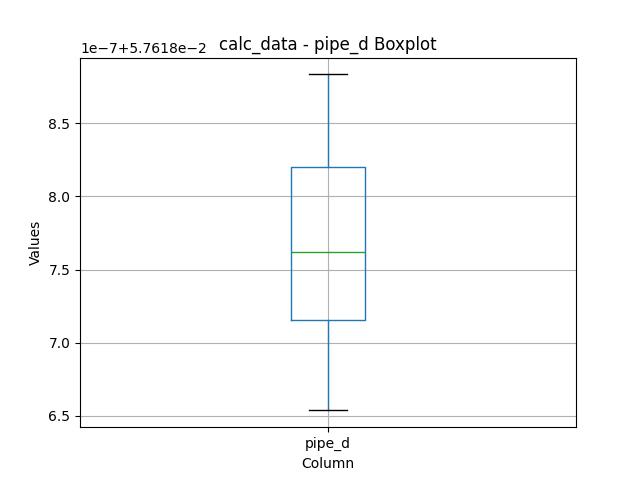 1e−7+5.7618e−2 calc_data - pipe_d Boxplot
8.5
8.0
7.5
7.0
6.5
Values
pipe_d
Column